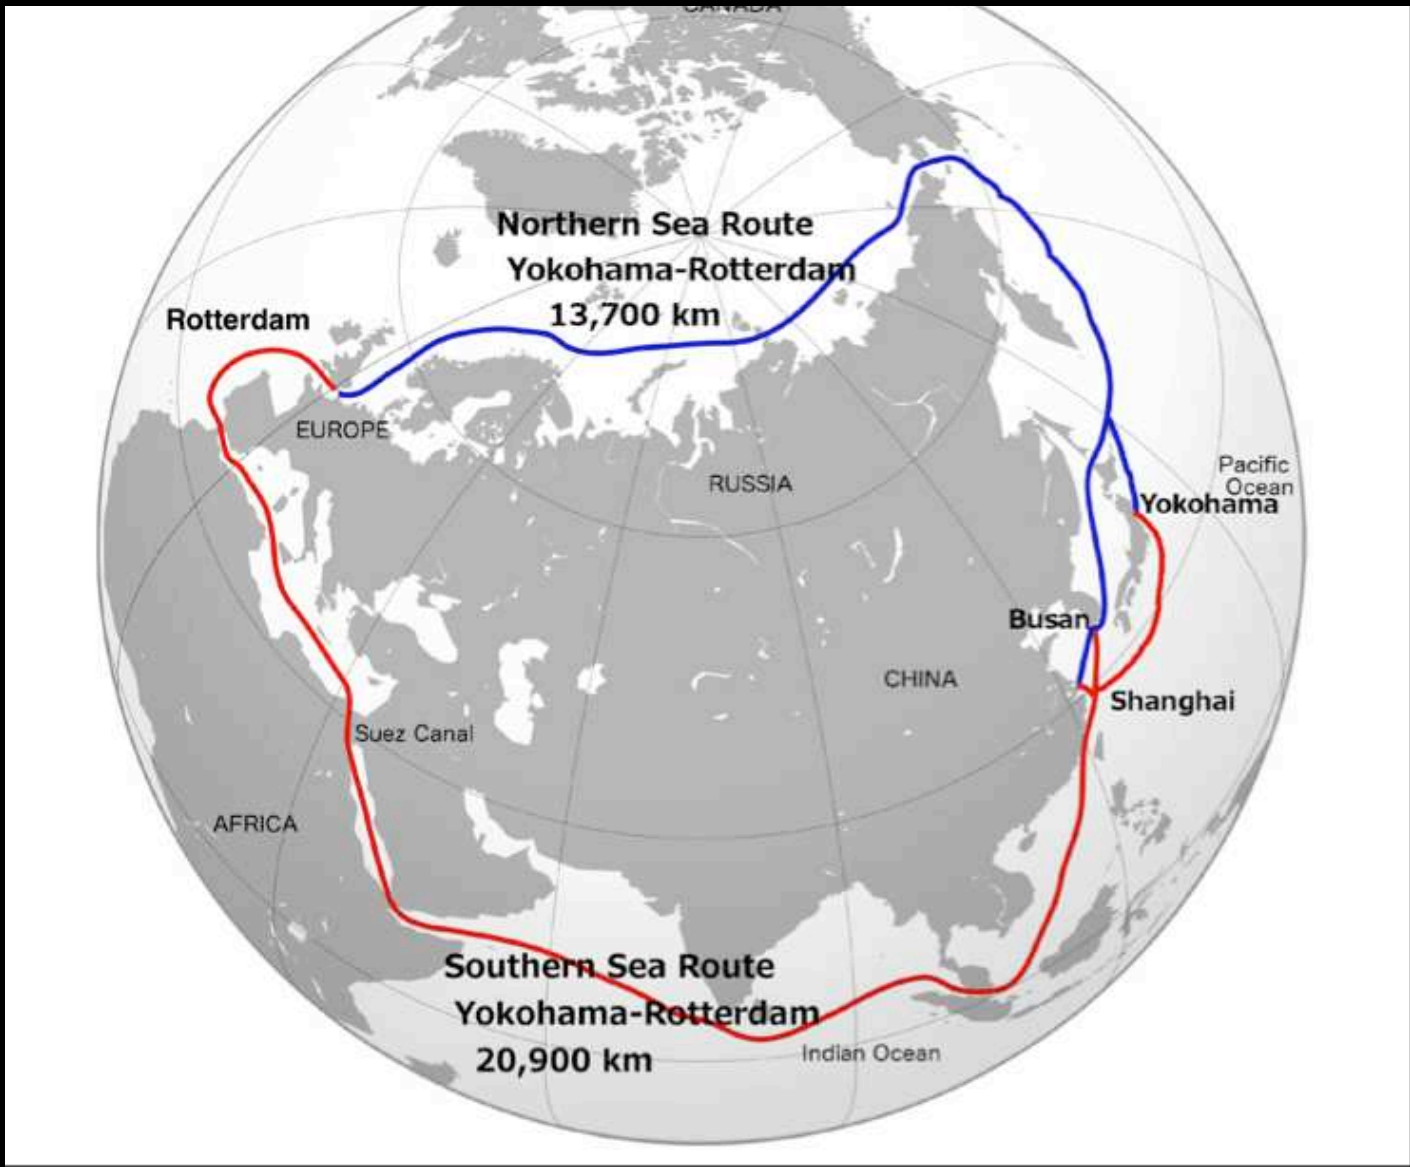 CANADA
Northern Sea Route
Yokohama-Rotterdam
13,700 km
Rotterdam
EUROPE
RUSSIA
Pacific
Ocean
Yokohama
Busan
CHINA
Shanghai
Suez Canal
AFRICA
Southern Sea Route
Yokohama-Rotterdam
20,900 km
Indian Ocean